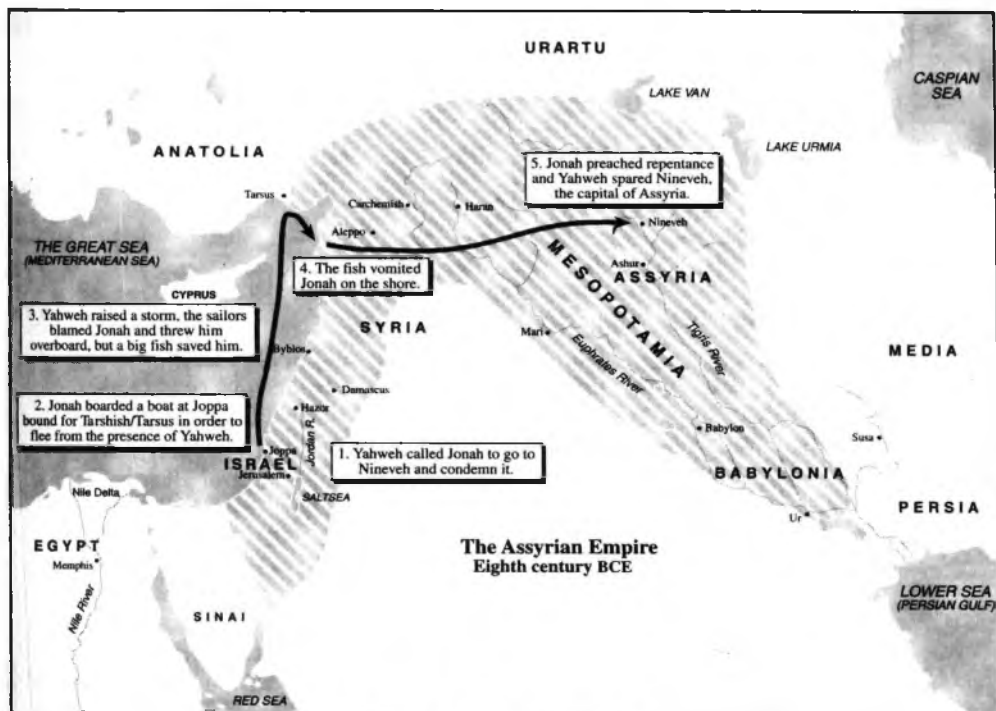 URARTU
CASPIAN
SEA
LAKE VAN
LAKE URMIA
ANATOLIA
5. Jonah preached repentance
and Yahweh spared Nineveh,
the capital of Assyria.
Tarsus
Carchemish
Haran
Nineveh
Aleppo
THE GREAT SEA
(MEDITERRANEAN SEA)
4. The fish vomited
Jonah on the shore.
Ashur
ASSYRIA
MESOPOTAMIA
CYPRUS
3. Yahweh raised a storm, the sailors
blamed Jonah and threw him
overboard, but a big fish saved him.
SYRIA
Mari
Tigris River
Euphrates River
MEDIA
Byblos
Damascus
2. Jonah boarded a boat at Joppa
bound for Tarshish/Tarsus in order to
flee from the presence of Yahweh.
Hazor
Jordan R.
Babylon
Susa
Joppa
ISRAEL
Jerusalem
1. Yahweh called Jonah to go to
Nineveh and condemn it.
BABYLONIA
SALTSEA
Nile Delta
Ur
PERSIA
EGYPT
Memphis
The Assyrian Empire
Eighth century BCE
Nile River
SINAI
LOWER SEA
(PERSIAN GULF)
RED SEA